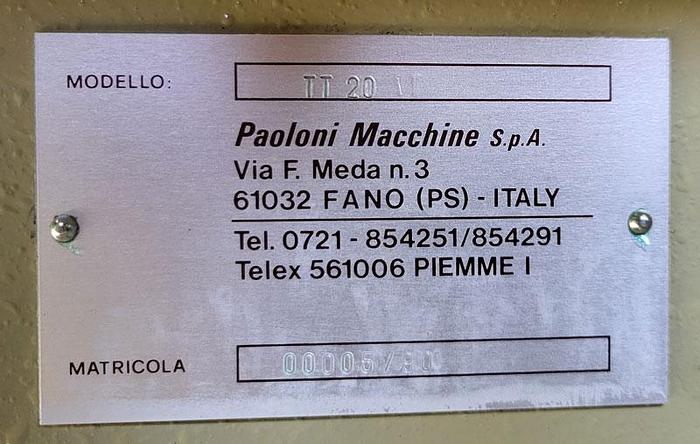 MODELLO: TT 20
Paoloni Macchine S.p.A.
Via F. Meda n. 3
61032 FANO (PS) - ITALY
Tel. 0721 - 854251/854291
Telex 561006 PIEMME I
MATRICOLA